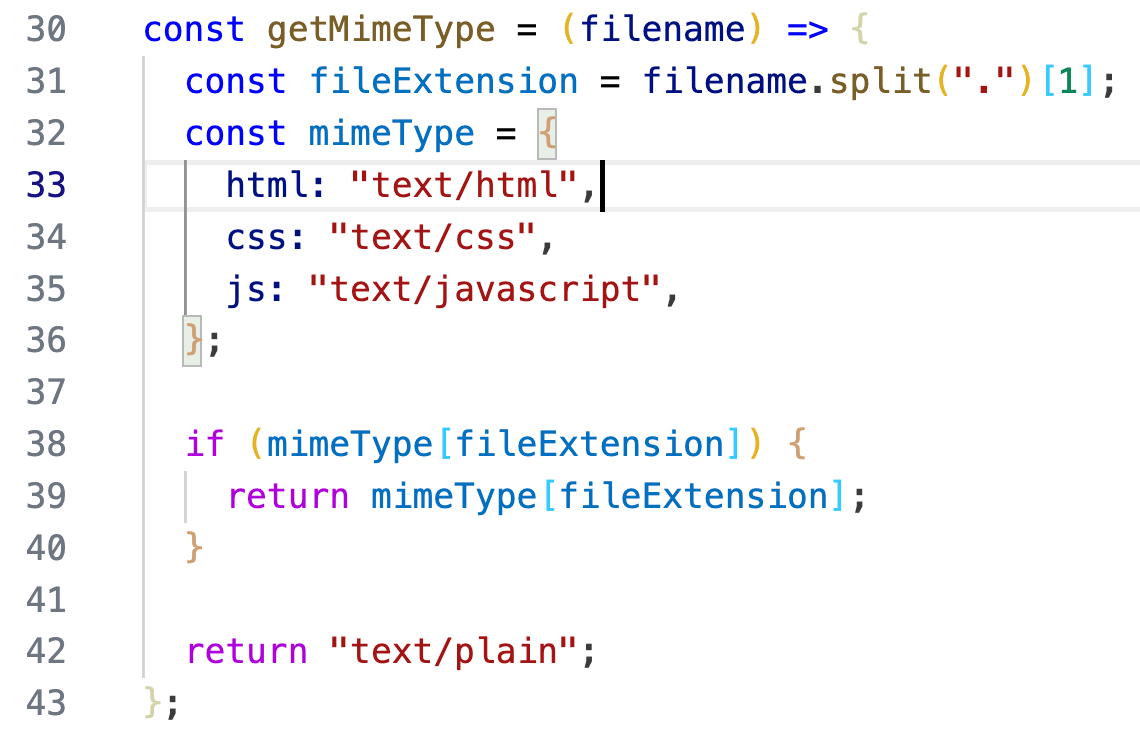 30 const getMimeType = (filename) => {
31   const fileExtension = filename.split(".")[1];
32   const mimeType = {
33     html: "text/html",
34     css: "text/css",
35     js: "text/javascript",
36   };
37
38   if (mimeType[fileExtension]) {
39     return mimeType[fileExtension];
40   }
41
42   return "text/plain";
43 };